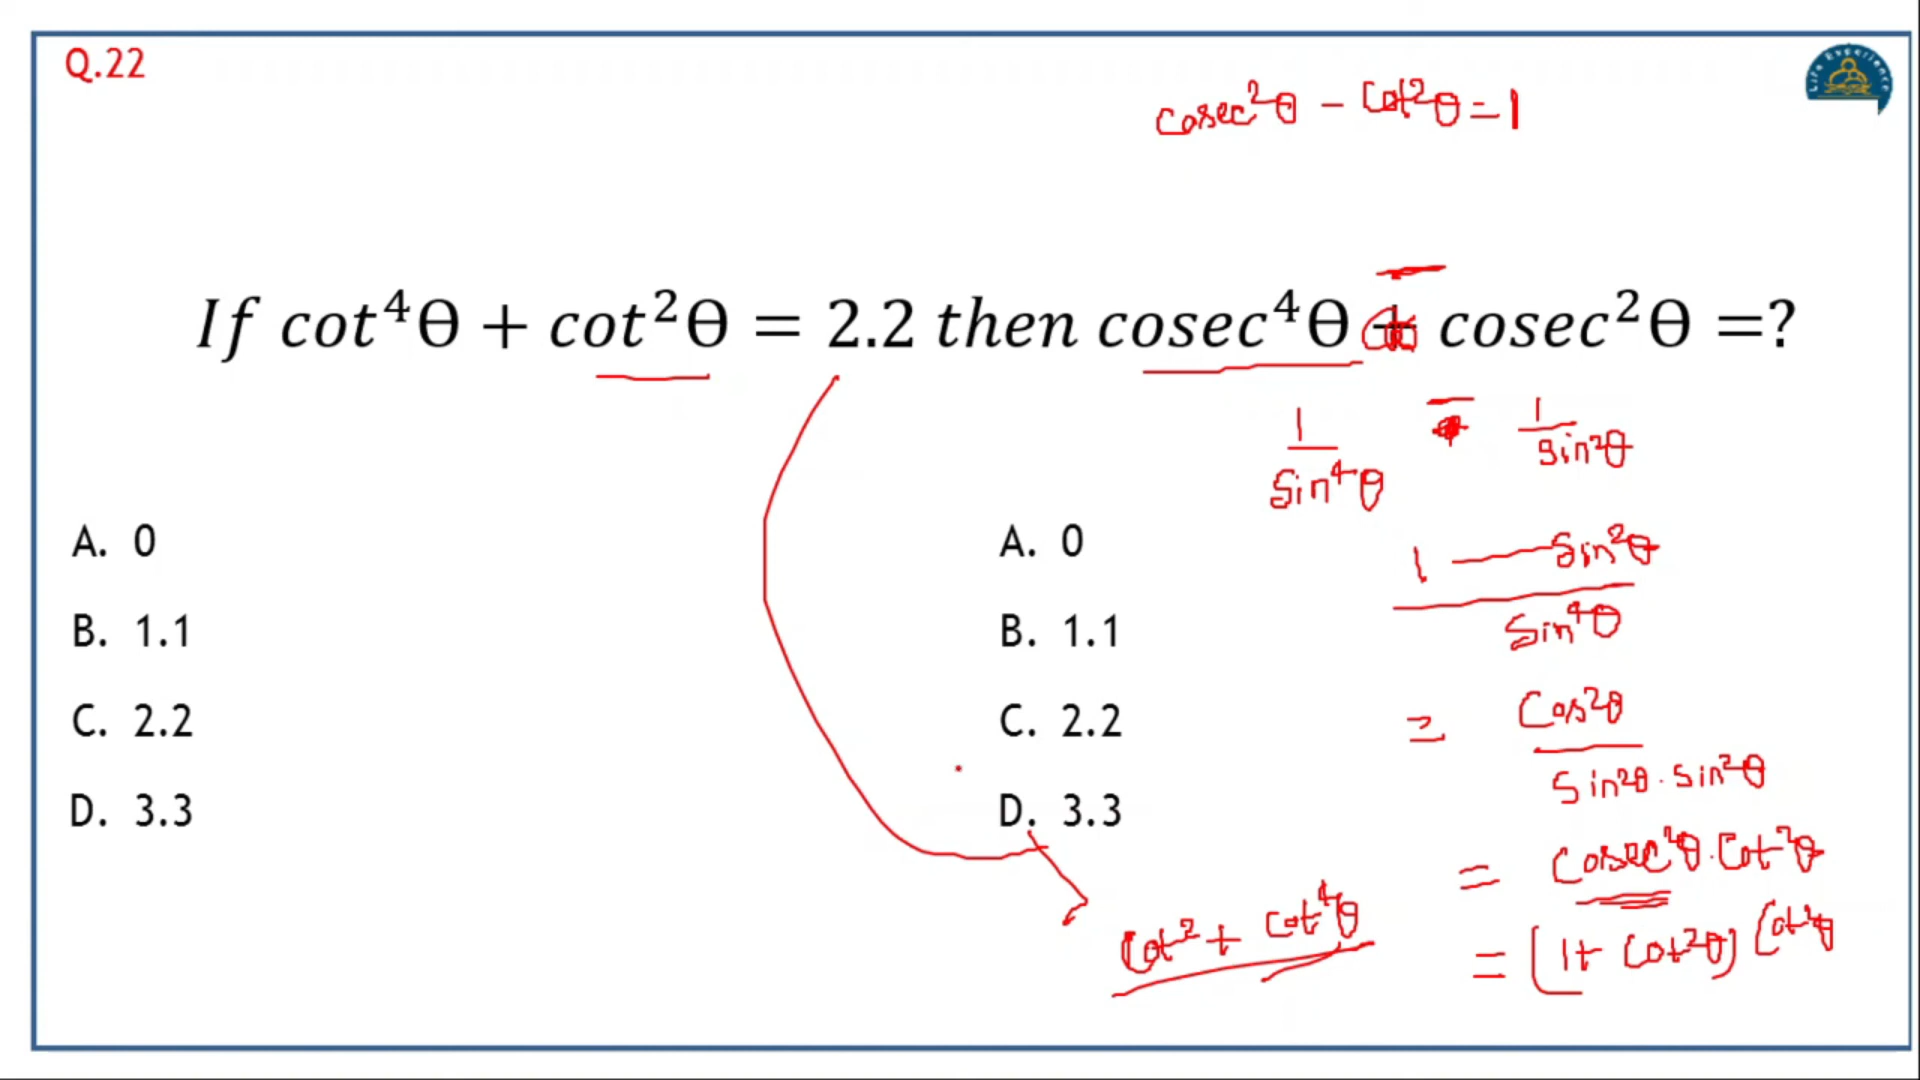 Q.22
Life Experience
cosec²θ - cot²θ = 1
If cot⁴Θ + cot²Θ = 2.2 then cosec⁴Θ + cosec²Θ =?
1/sin⁴θ - 1/sin²θ
A. 0
A. 0
1 - sin²θ / sin⁴θ
B. 1.1
B. 1.1
C. 2.2
C. 2.2
= cos²θ / sin²θ · sin²θ
D. 3.3
D. 3.3
= cosec²θ · cot²θ
cot² + cot⁴θ
= (1 + cot²θ) cot²θ